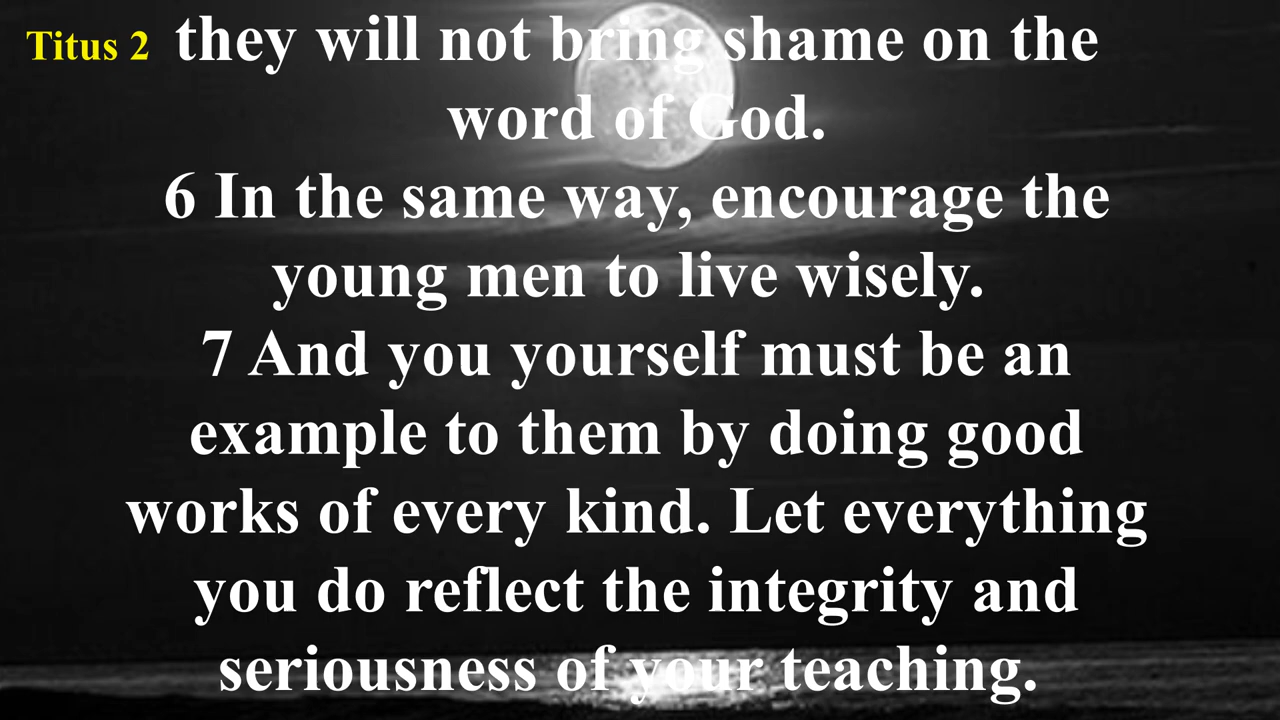 Titus 2 they will not bring shame on the
word of God.
6 In the same way, encourage the
young men to live wisely.
7 And you yourself must be an
example to them by doing good
works of every kind. Let everything
you do reflect the integrity and
seriousness of your teaching.